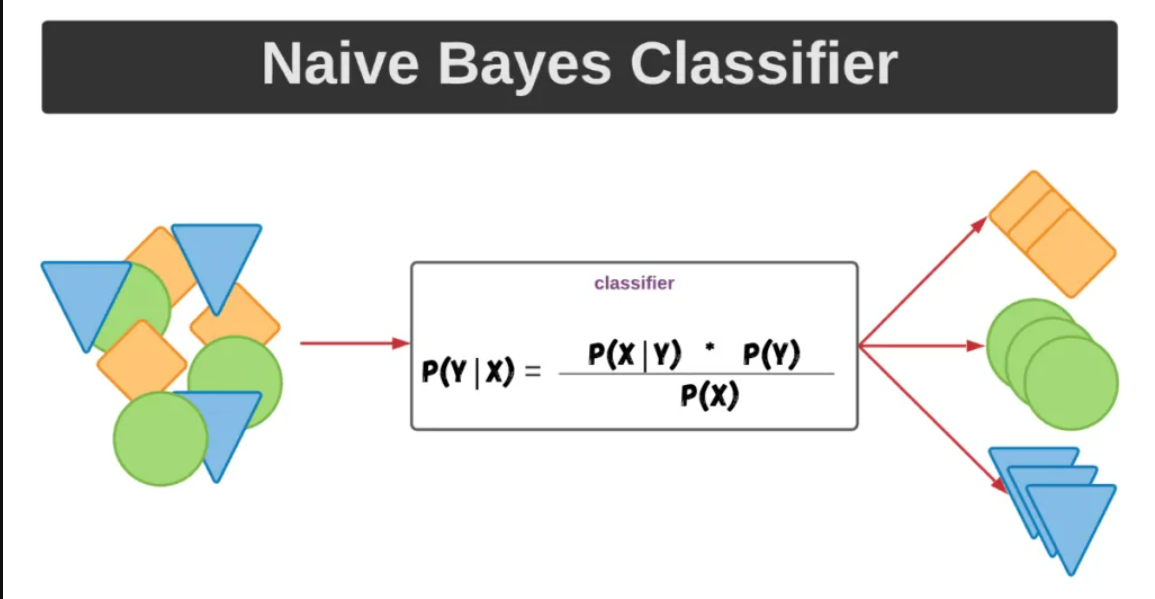 Naive Bayes Classifier
classifier
P(X|Y) * P(Y)
P(Y|X) =
P(X)